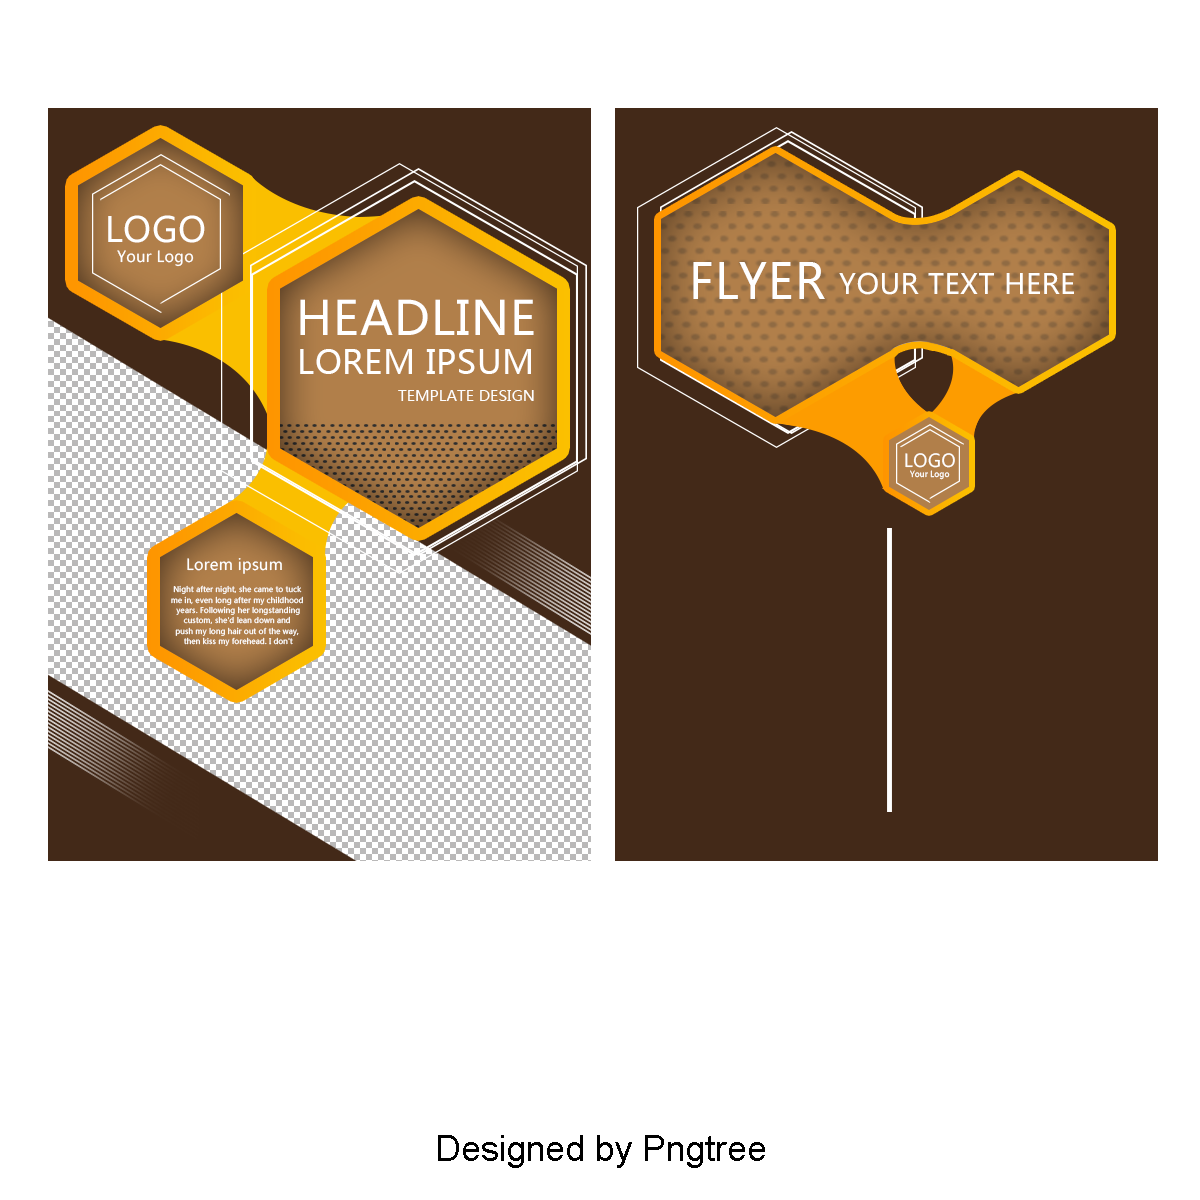 LOGO
Your Logo
HEADLINE
LOREM IPSUM
TEMPLATE DESIGN
Lorem ipsum
Night after night, she came to tuck
me in, even long after my childhood
years. Following her longstanding
custom, she'd lean down and
push my long hair out of the way,
then kiss my forehead. I don't
FLYER YOUR TEXT HERE
LOGO
Your Logo
Designed by Pngtree